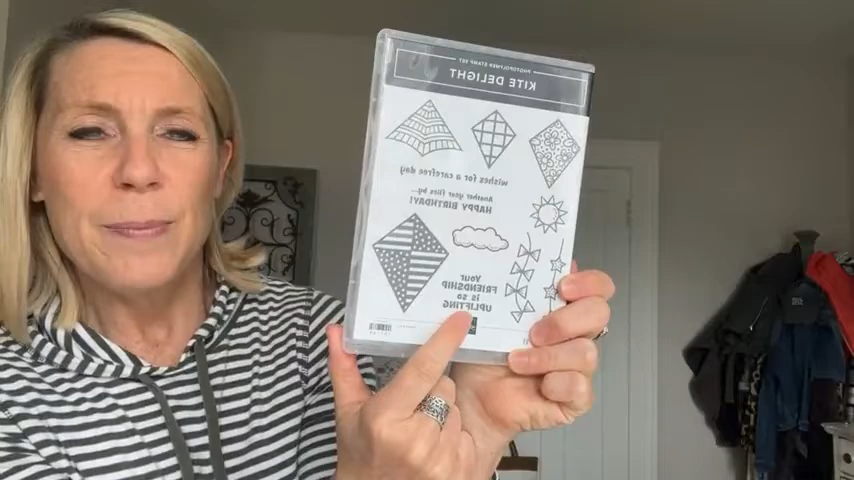 PHOTOPOLYMER STAMP SET
KITE DELIGHT
wishes for a carefree day
Another year flies by...
HAPPY BIRTHDAY!
Your
FRIENDSHIP
is so
UPLIFTING